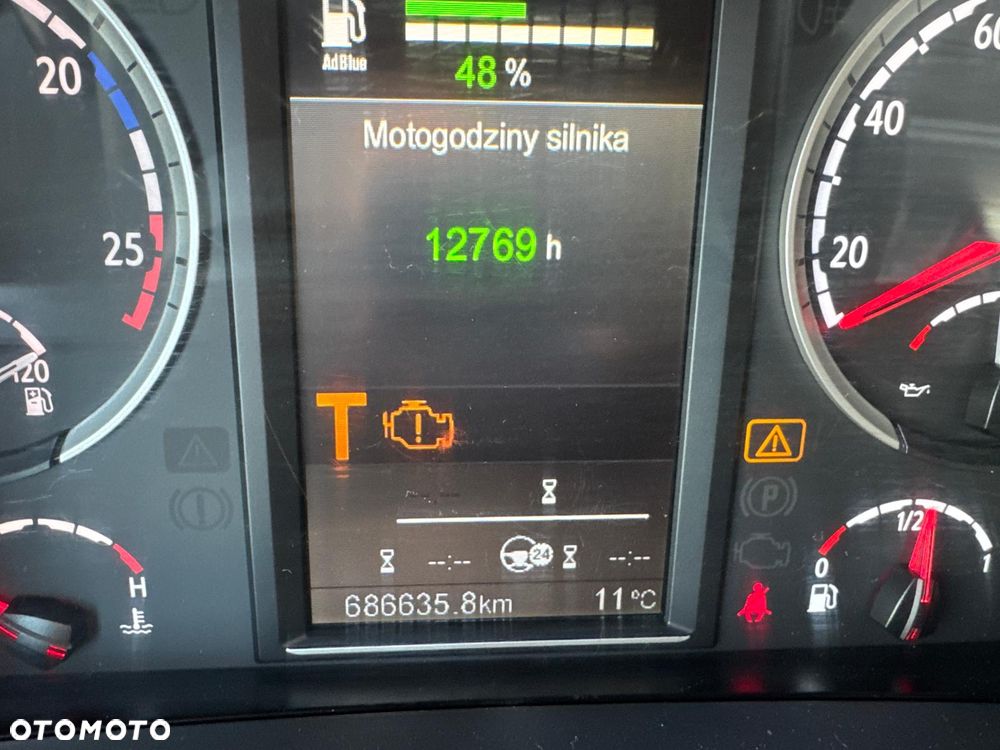 20
25
120
AdBlue
48 %
Motogodziny silnika
12769 h
T
--:--
24
--:--
686635.8km
11°C
60
40
20
P
1/2
0
1
H
OTOMOTO